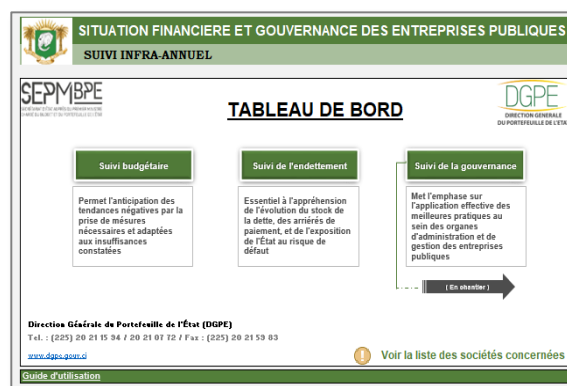 SITUATION FINANCIERE ET GOUVERNANCE DES ENTREPRISES PUBLIQUES
SUIVI INFRA-ANNUEL
SEPMBPE
DGPE
DIRECTION GENERALE
DU PORTEFEUILLE DE L'ETAT
TABLEAU DE BORD
Suivi budgétaire
Permet l'anticipation des
tendances négatives par la
prise de mesures
nécessaires et adaptées
aux insuffisances
constatées
Suivi de l'endettement
Essentiel à l'appréhension
de l'évolution du stock de
la dette, des arriérés de
paiement, et de l'exposition
de l'État au risque de
défaut
Suivi de la gouvernance
Met l'emphase sur
l'application effective des
meilleures pratiques au
sein des organes
d'administration et de
gestion des entreprises
publiques
( En chantier )
Direction Générale du Portefeuille de l'État (DGPE)
Tel. : (225) 20 21 15 94 / 20 21 07 72 / Fax : (225) 20 21 59 83
www.dgpe.gouv.ci
Voir la liste des sociétés concernées
Guide d'utilisation